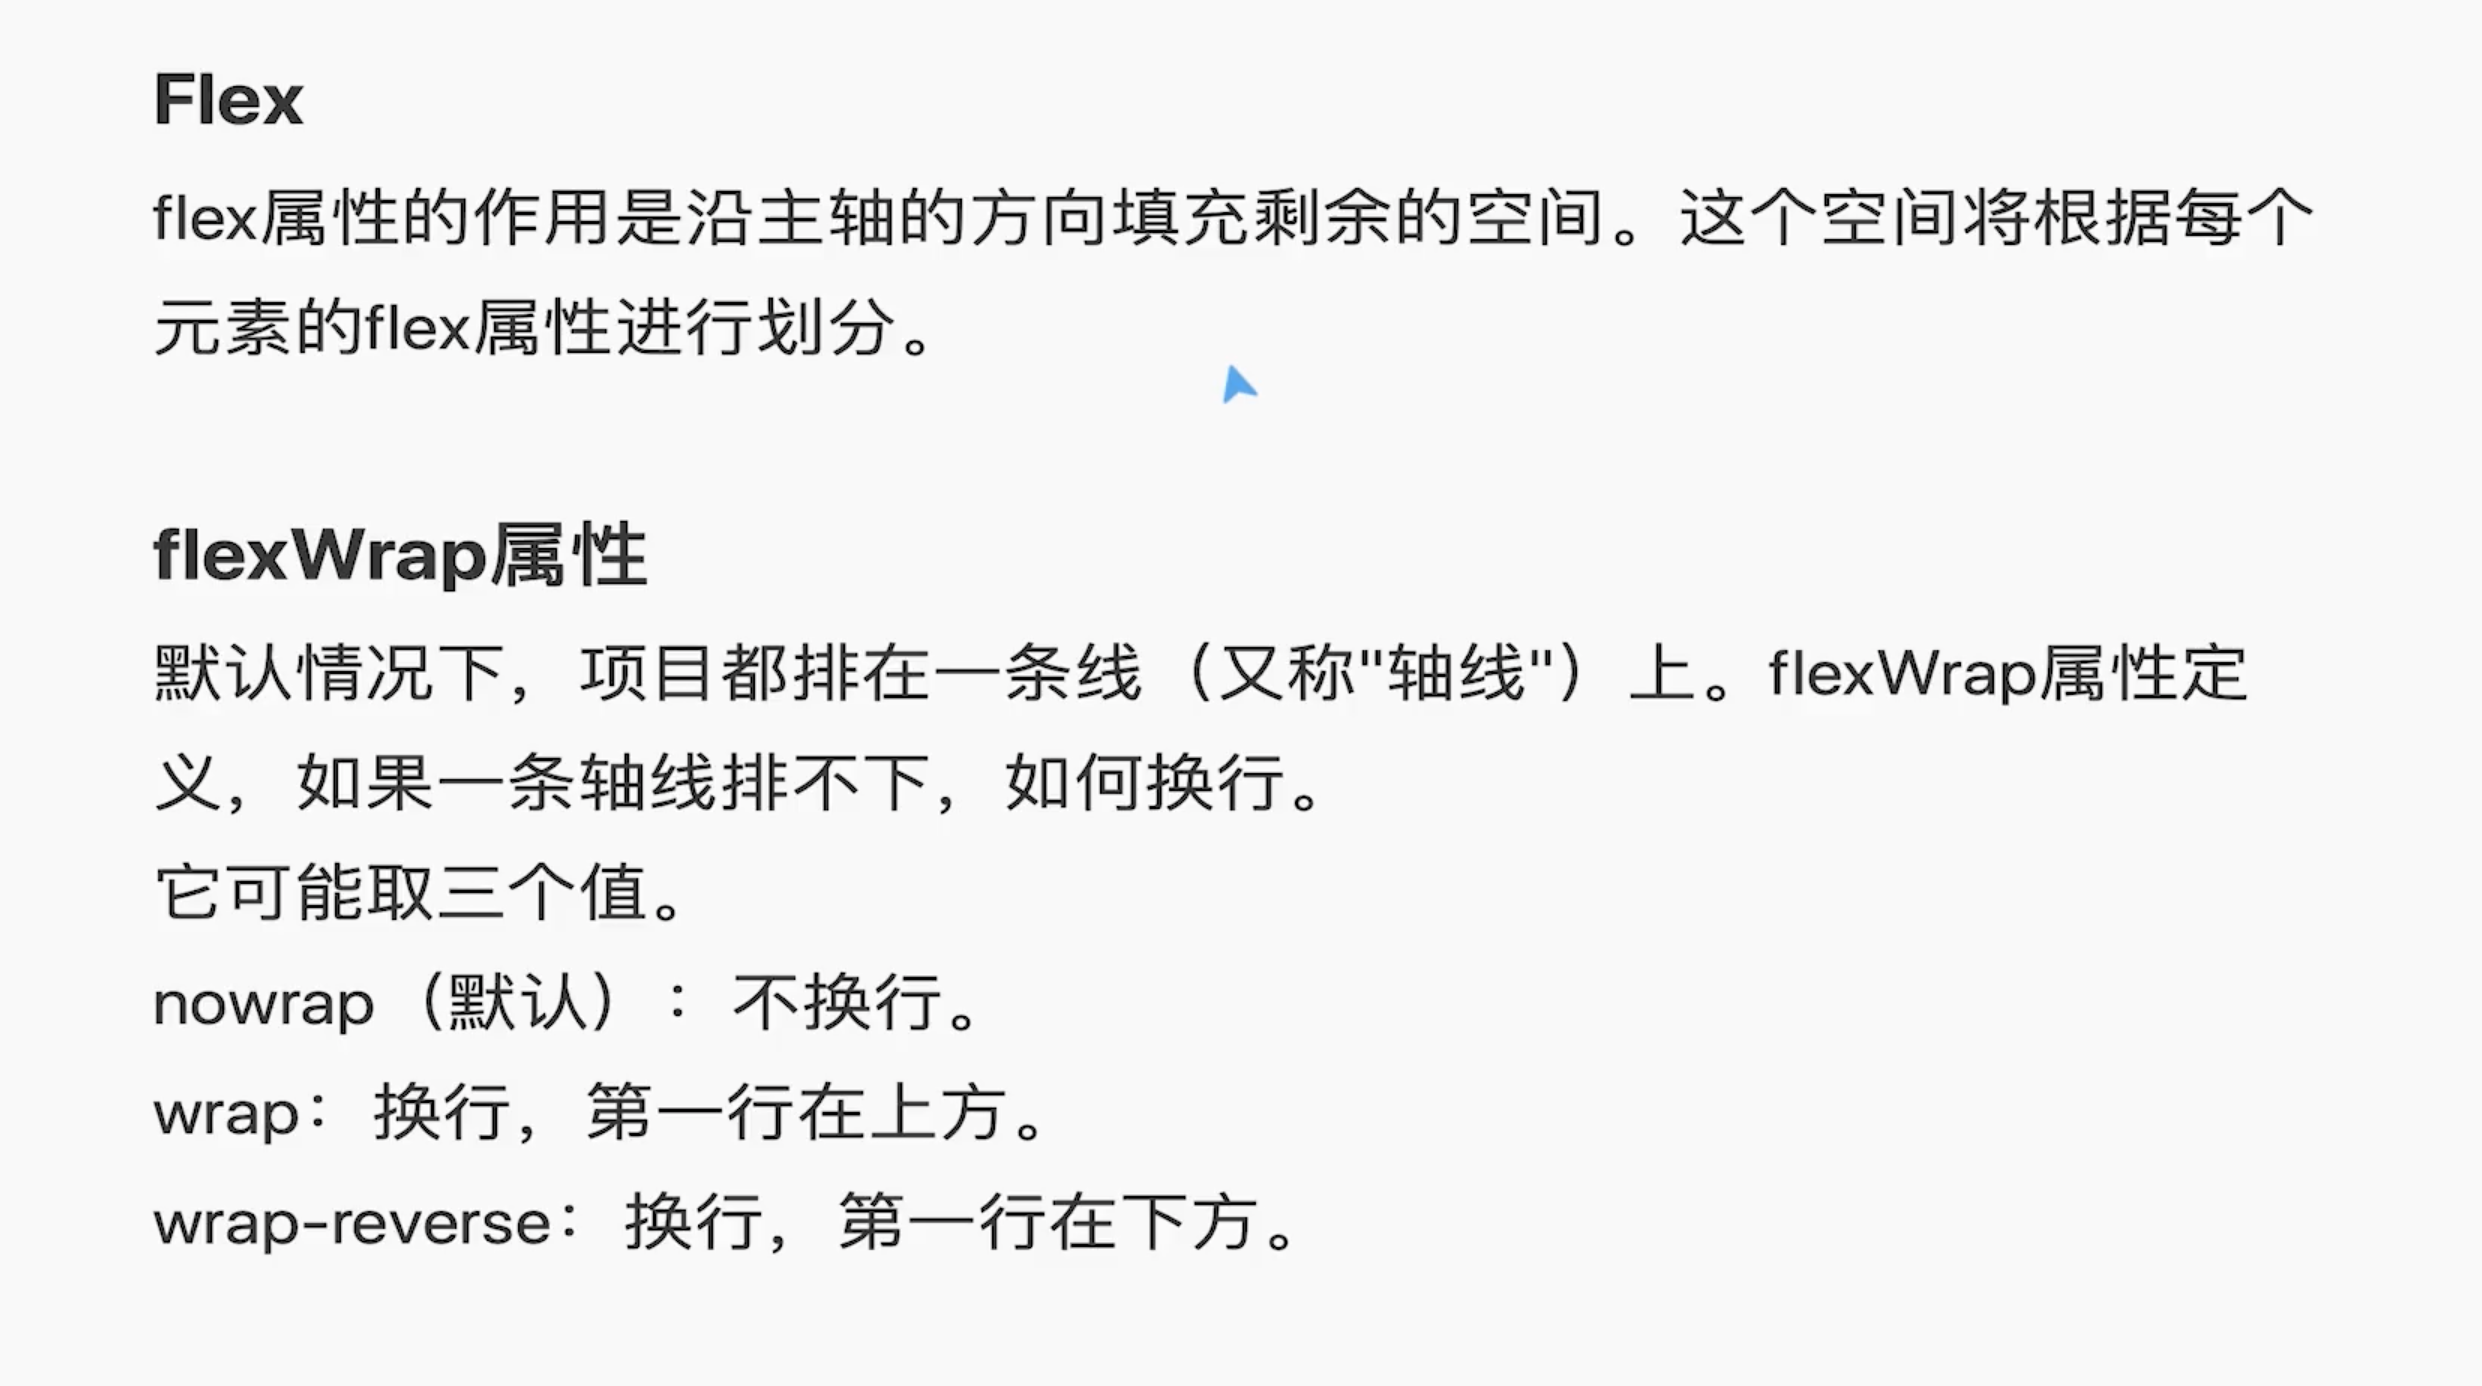 Flex
flex属性的作用是沿主轴的方向填充剩余的空间。这个空间将根据每个
元素的flex属性进行划分。
flexWrap属性
默认情况下，项目都排在一条线（又称"轴线"）上。flexWrap属性定
义，如果一条轴线排不下，如何换行。
它可能取三个值。
nowrap（默认）：不换行。
wrap：换行，第一行在上方。
wrap-reverse：换行，第一行在下方。